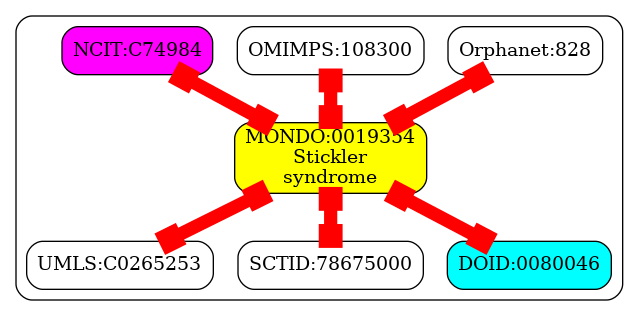 NCIT:C74984
OMIMPS:108300
Orphanet:828
MONDO:0019354
Stickler
syndrome
UMLS:C0265253
SCTID:78675000
DOID:0080046